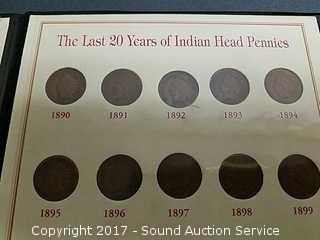 The Last 20 Years of Indian Head Pennies
1890 1891 1892 1893 1894
1895 1896 1897 1898 1899
Copyright 2017 - Sound Auction Service